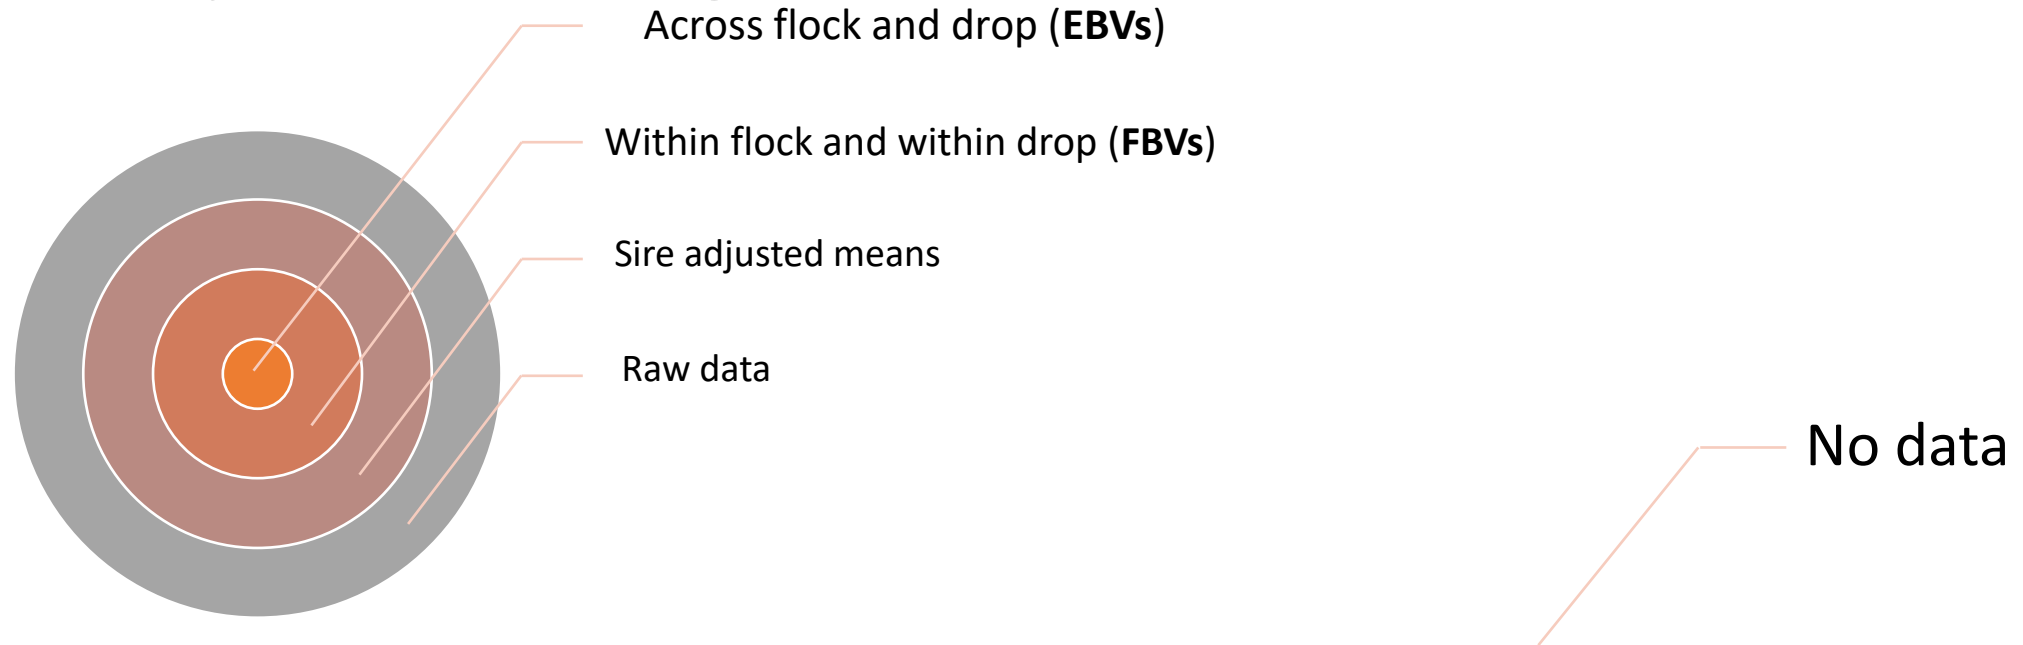 Across flock and drop (EBVs)
Within flock and within drop (FBVs)
Sire adjusted means
Raw data
No data